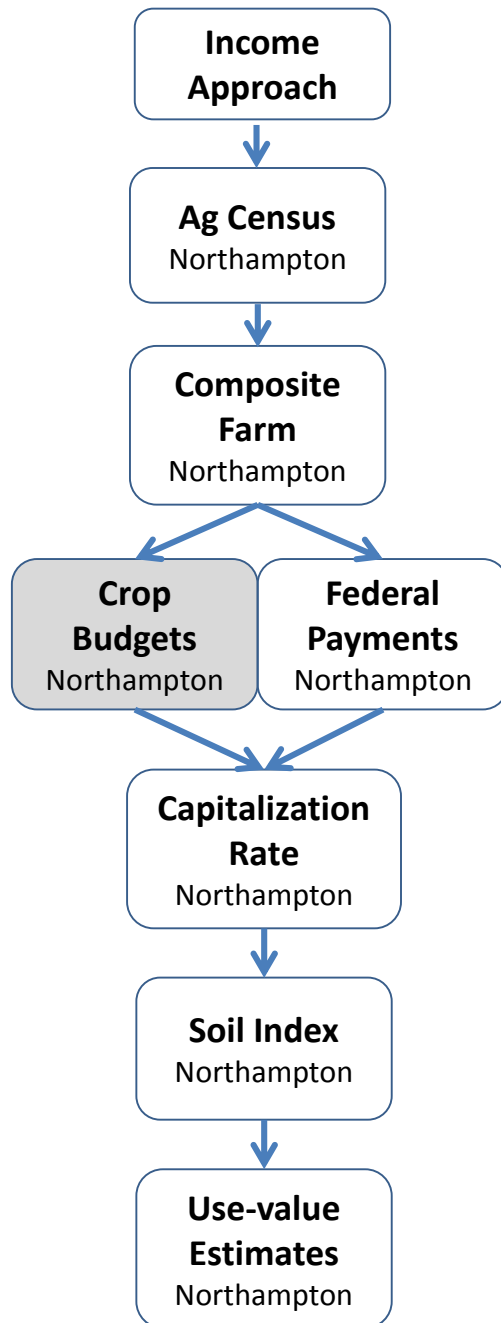 Income
Approach
Ag Census
Northampton
Composite
Farm
Northampton
Crop
Budgets
Northampton
Federal
Payments
Northampton
Capitalization
Rate
Northampton
Soil Index
Northampton
Use-value
Estimates
Northampton